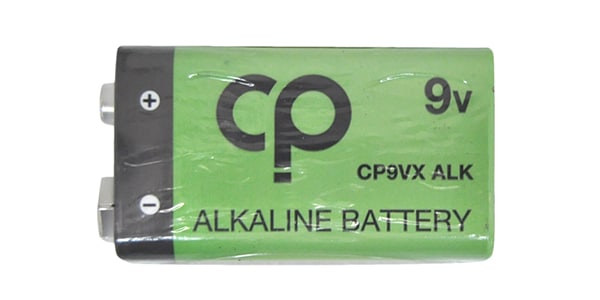 +
cp
9v
CP9VX ALK
−
ALKALINE BATTERY